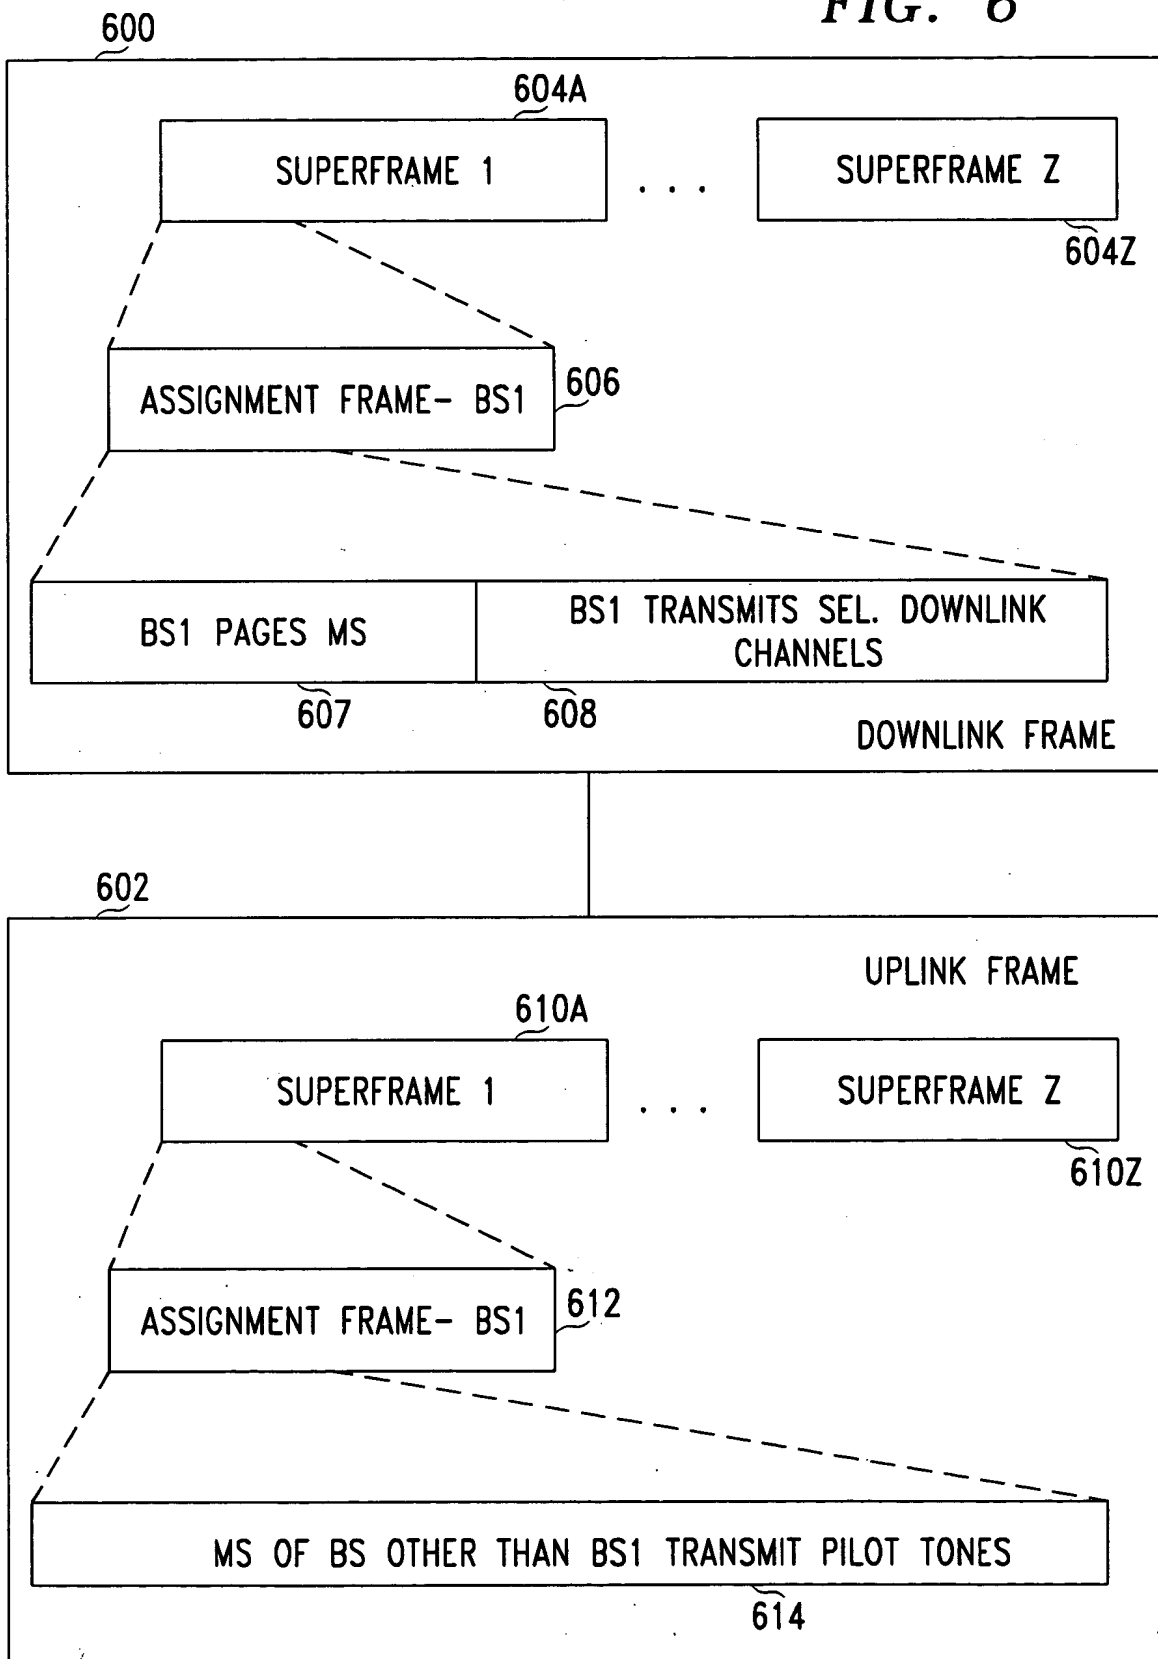 FIG. 6
600
604A
SUPERFRAME 1
. . .
SUPERFRAME Z
604Z
ASSIGNMENT FRAME- BS1
606
BS1 PAGES MS
BS1 TRANSMITS SEL. DOWNLINK
CHANNELS
607
608
DOWNLINK FRAME
602
UPLINK FRAME
610A
SUPERFRAME 1
. . .
SUPERFRAME Z
610Z
ASSIGNMENT FRAME- BS1
612
MS OF BS OTHER THAN BS1 TRANSMIT PILOT TONES
614